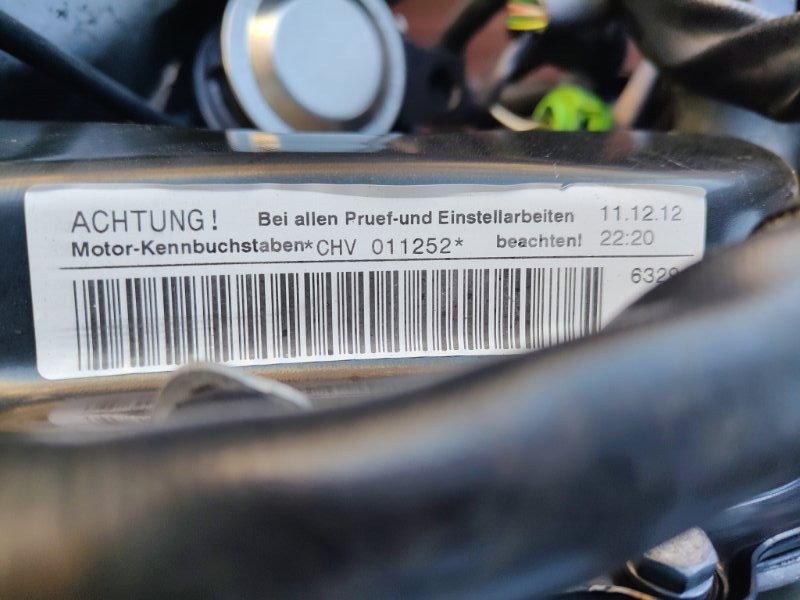 ACHTUNG! Bei allen Pruef-und Einstellarbeiten 11.12.12
Motor-Kennbuchstaben*CHV 011252* beachten! 22:20